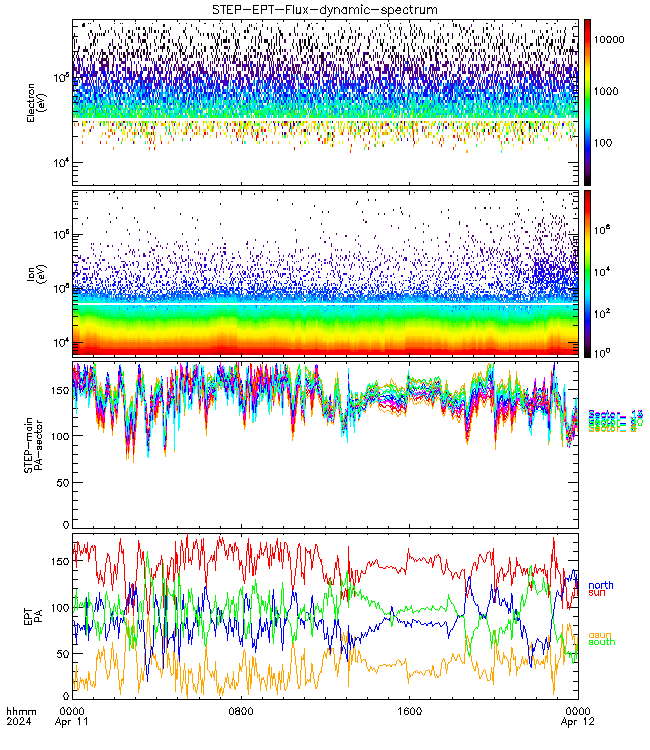 STEP-EPT-Flux-dynamic-spectrum
Electron
(eV)
10⁵
10⁴
10000
1000
100
Ion
(eV)
10⁶
10⁵
10⁴
10⁶
10⁴
10²
10⁰
STEP-main
PA-sector
150
100
50
0
EPT
PA
150
100
50
0
north
sun
asun
south
hhmm
2024
0000
Apr 11
0800
1600
0000
Apr 12